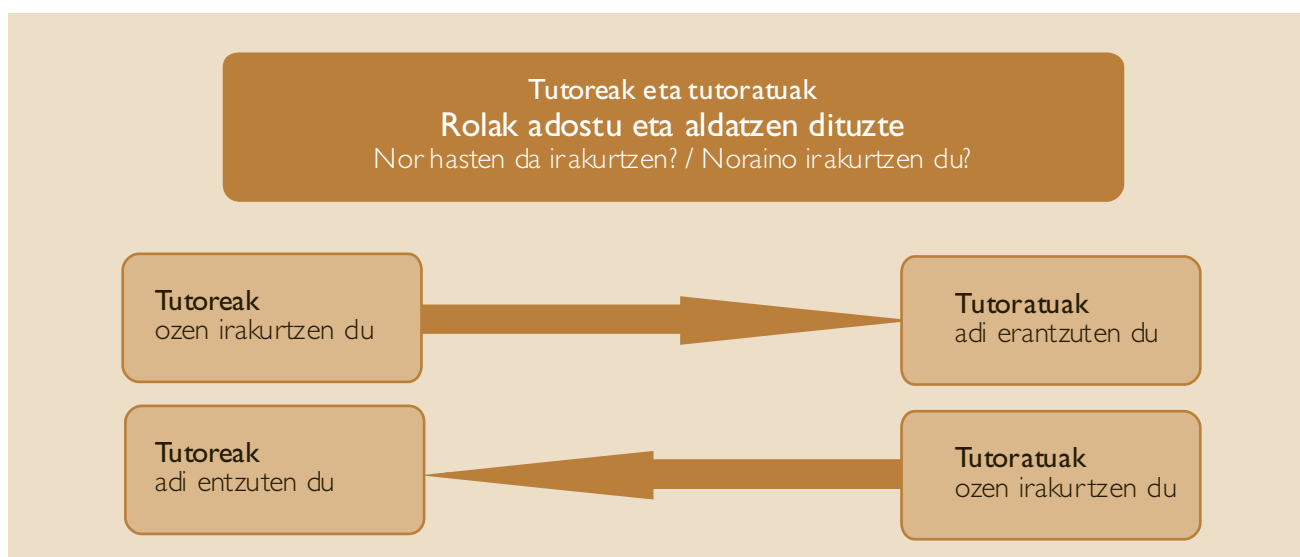 Tutoreak eta tutoratuak
Rolak adostu eta aldatzen dituzte
Nor hasten da irakurtzen? / Noraino irakurtzen du?
Tutoreak
ozen irakurtzen du
Tutoratuak
adi erantzuten du
Tutoreak
adi entzuten du
Tutoratuak
ozen irakurtzen du